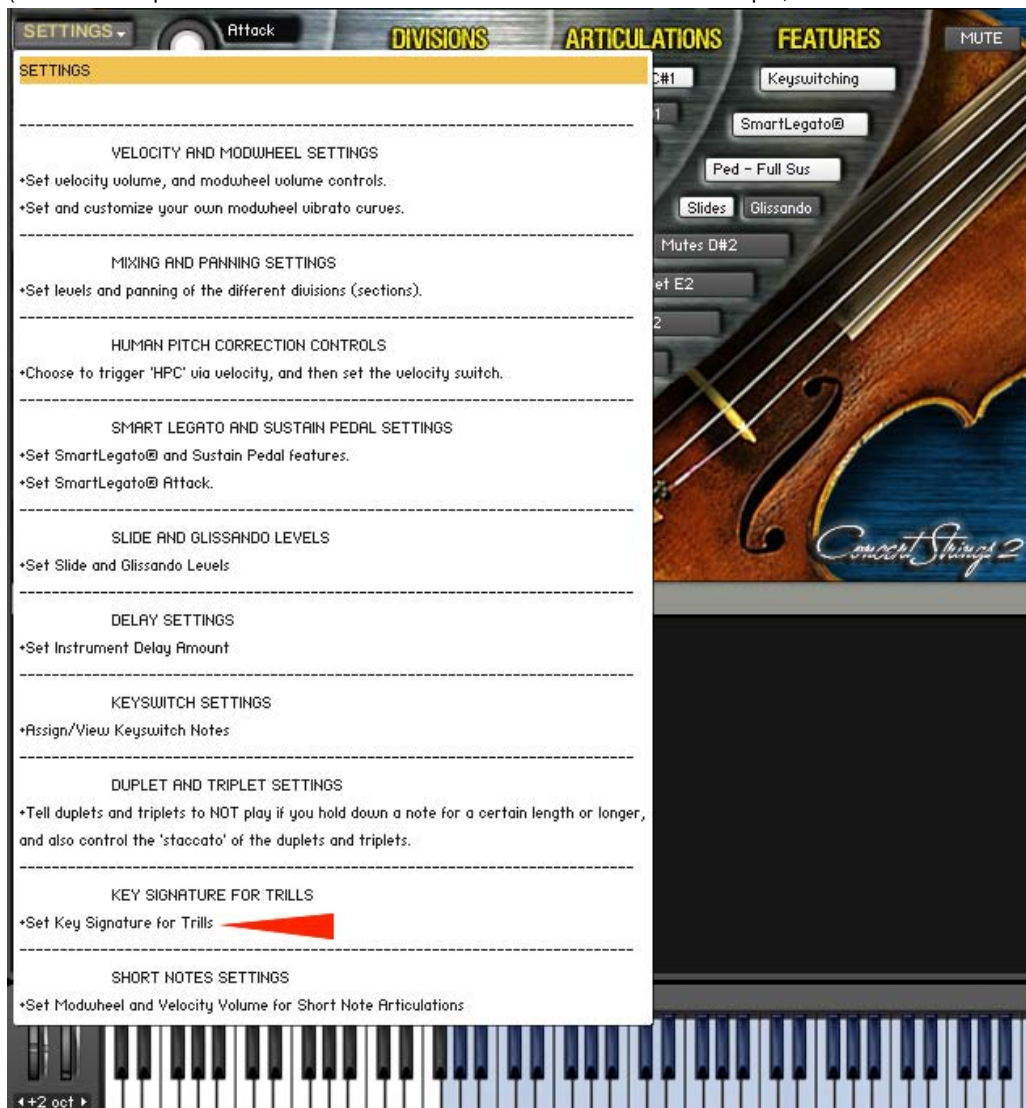 SETTINGS Attack DIVISIONS ARTICULATIONS FEATURES MUTE
SETTINGS
C#1 Keyswitching
1 SmartLegato®
VELOCITY AND MODWHEEL SETTINGS
Ped - Full Sus
+Set velocity volume, and modwheel volume controls.
+Set and customize your own modwheel vibrato curves.
Slides Glissando
Mutes D#2
MIXING AND PANNING SETTINGS
et E2
+Set levels and panning of the different divisions (sections).
2
HUMAN PITCH CORRECTION CONTROLS
+Choose to trigger 'HPC' via velocity, and then set the velocity switch.
SMART LEGATO AND SUSTAIN PEDAL SETTINGS
+Set SmartLegato® and Sustain Pedal features.
+Set SmartLegato® Attack.
SLIDE AND GLISSANDO LEVELS
Concert Strings 2
+Set Slide and Glissando Levels
DELAY SETTINGS
+Set Instrument Delay Amount
KEYSWITCH SETTINGS
+Assign/View Keyswitch Notes
DUPLET AND TRIPLET SETTINGS
+Tell duplets and triplets to NOT play if you hold down a note for a certain length or longer,
and also control the 'staccato' of the duplets and triplets.
KEY SIGNATURE FOR TRILLS
+Set Key Signature for Trills
SHORT NOTES SETTINGS
+Set Modwheel and Velocity Volume for Short Note Articulations
+2 oct